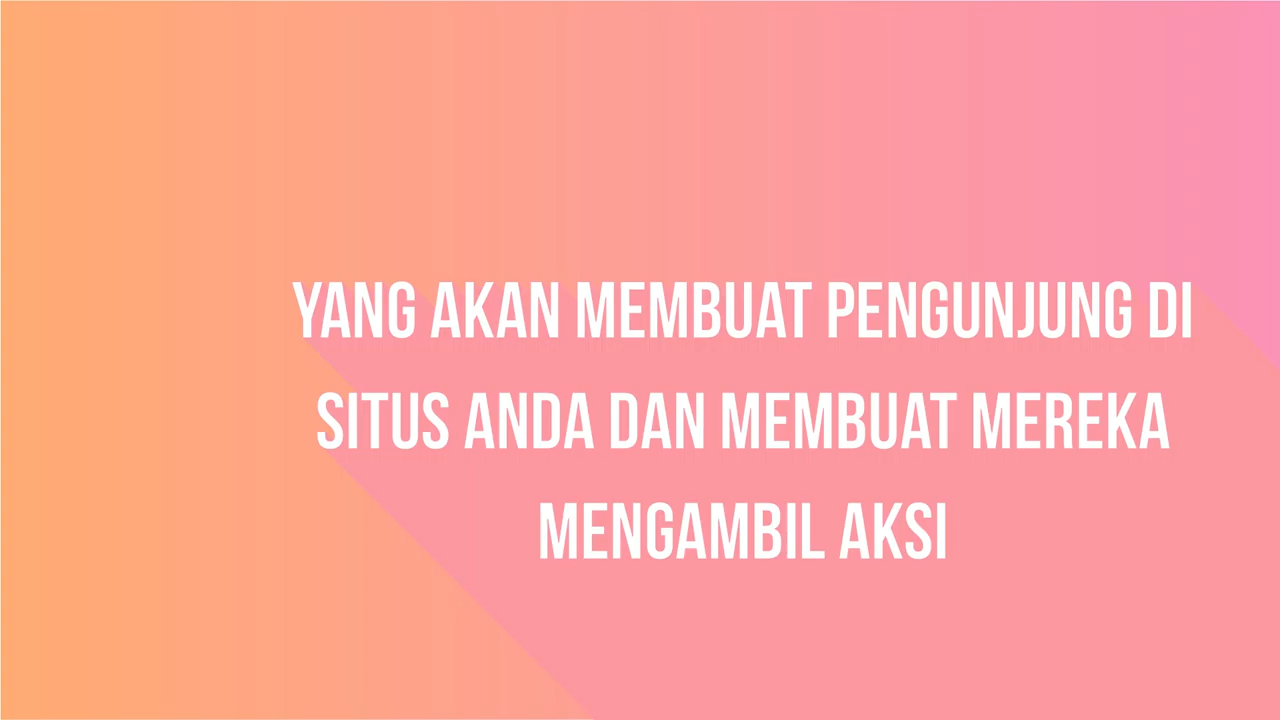 YANG AKAN MEMBUAT PENGUNJUNG DI
SITUS ANDA DAN MEMBUAT MEREKA
MENGAMBIL AKSI